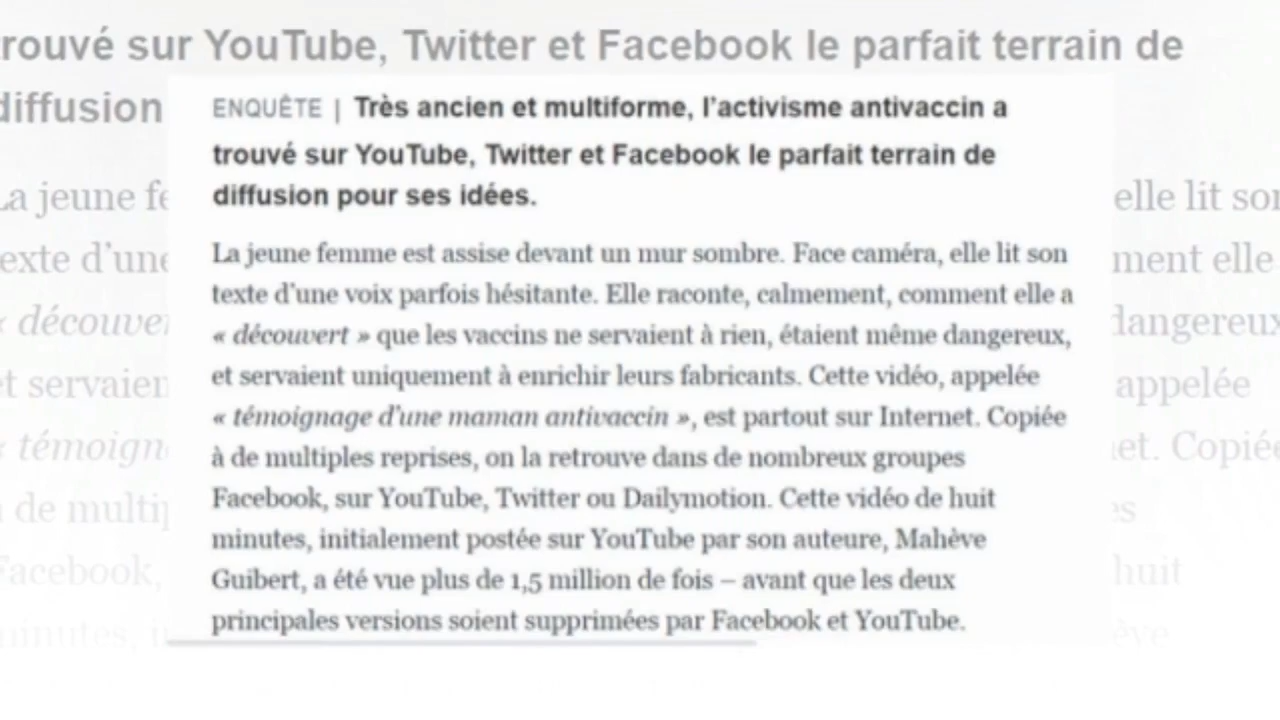 rouvé sur YouTube, Twitter et Facebook le parfait terrain de
diffusion
ENQUÊTE | Très ancien et multiforme, l'activisme antivaccin a
trouvé sur YouTube, Twitter et Facebook le parfait terrain de
diffusion pour ses idées.
La jeune femme est assise devant un mur sombre. Face caméra, elle lit son
texte d'une voix parfois hésitante. Elle raconte, calmement, comment elle a
« découvert » que les vaccins ne servaient à rien, étaient même dangereux,
et servaient uniquement à enrichir leurs fabricants. Cette vidéo, appelée
« témoignage d'une maman antivaccin », est partout sur Internet. Copiée
à de multiples reprises, on la retrouve dans de nombreux groupes
Facebook, sur YouTube, Twitter ou Dailymotion. Cette vidéo de huit
minutes, initialement postée sur YouTube par son auteure, Mahève
Guibert, a été vue plus de 1,5 million de fois – avant que les deux
principales versions soient supprimées par Facebook et YouTube.